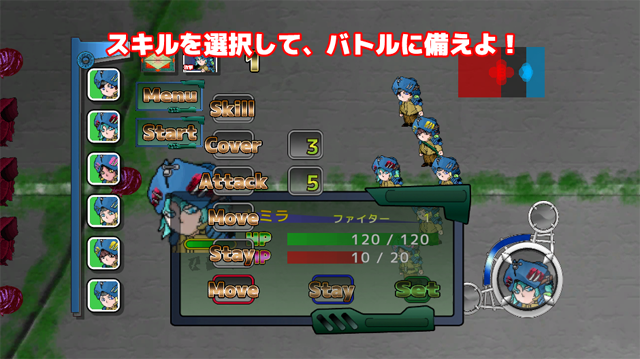 スキルを選択して、バトルに備えよ！
1
Menu
Skill
Start
Cover 3
Attack 5
Move
ミラ ファイター 1
HP 120 / 120
Stay
10 / 20
Move Stay Set